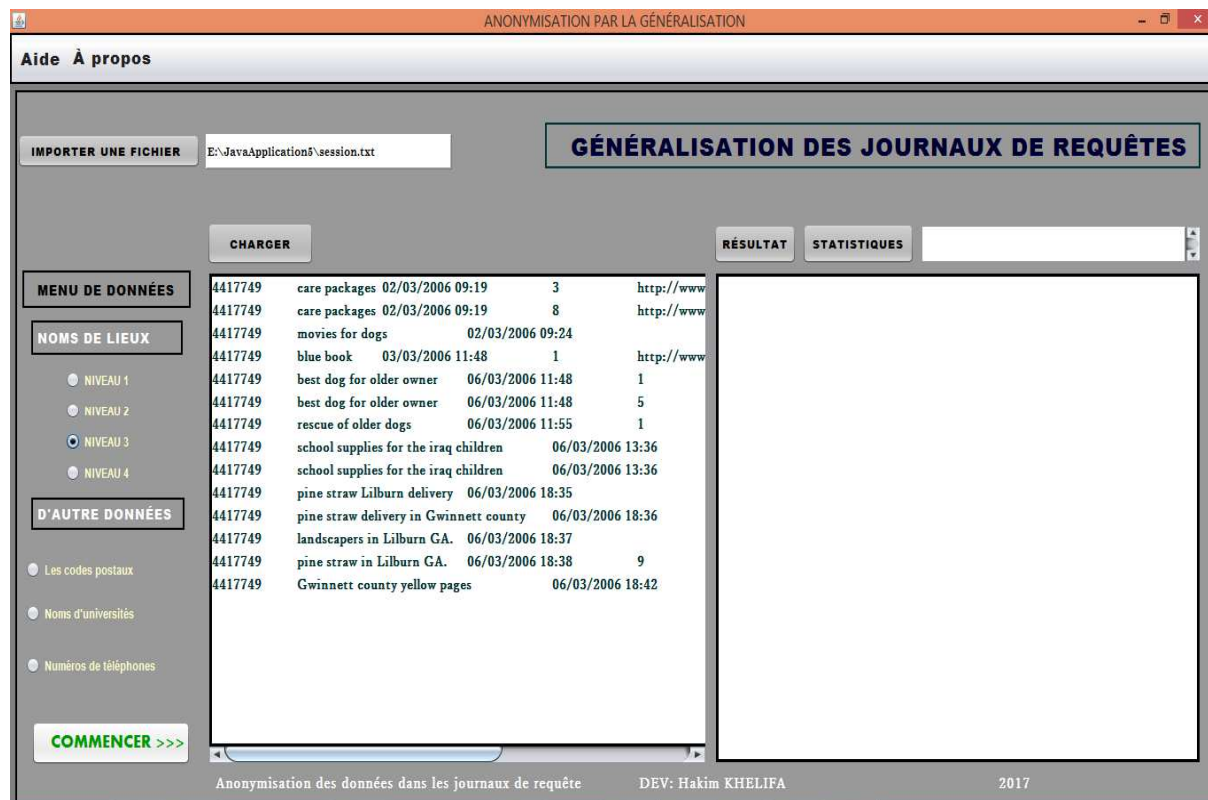 ANONYMISATION PAR LA GÉNÉRALISATION
Aide À propos
IMPORTER UNE FICHIER E:\JavaApplication5\session.txt
GÉNÉRALISATION DES JOURNAUX DE REQUÊTES
CHARGER
RÉSULTAT STATISTIQUES
MENU DE DONNÉES
NOMS DE LIEUX
NIVEAU 1
NIVEAU 2
NIVEAU 3
NIVEAU 4
D'AUTRE DONNÉES
Les codes postaux
Noms d'universités
Numéros de téléphones
COMMENCER >>>
4417749 care packages 02/03/2006 09:19 3 http://www
4417749 care packages 02/03/2006 09:19 8 http://www
4417749 movies for dogs 02/03/2006 09:24
4417749 blue book 03/03/2006 11:48 1 http://www
4417749 best dog for older owner 06/03/2006 11:48 1
4417749 best dog for older owner 06/03/2006 11:48 5
4417749 rescue of older dogs 06/03/2006 11:55 1
4417749 school supplies for the iraq children 06/03/2006 13:36
4417749 school supplies for the iraq children 06/03/2006 13:36
4417749 pine straw Lilburn delivery 06/03/2006 18:35
4417749 pine straw delivery in Gwinnett county 06/03/2006 18:36
4417749 landscapers in Lilburn GA. 06/03/2006 18:37
4417749 pine straw in Lilburn GA. 06/03/2006 18:38 9
4417749 Gwinnett county yellow pages 06/03/2006 18:42
Anonymisation des données dans les journaux de requête DEV: Hakim KHELIFA 2017